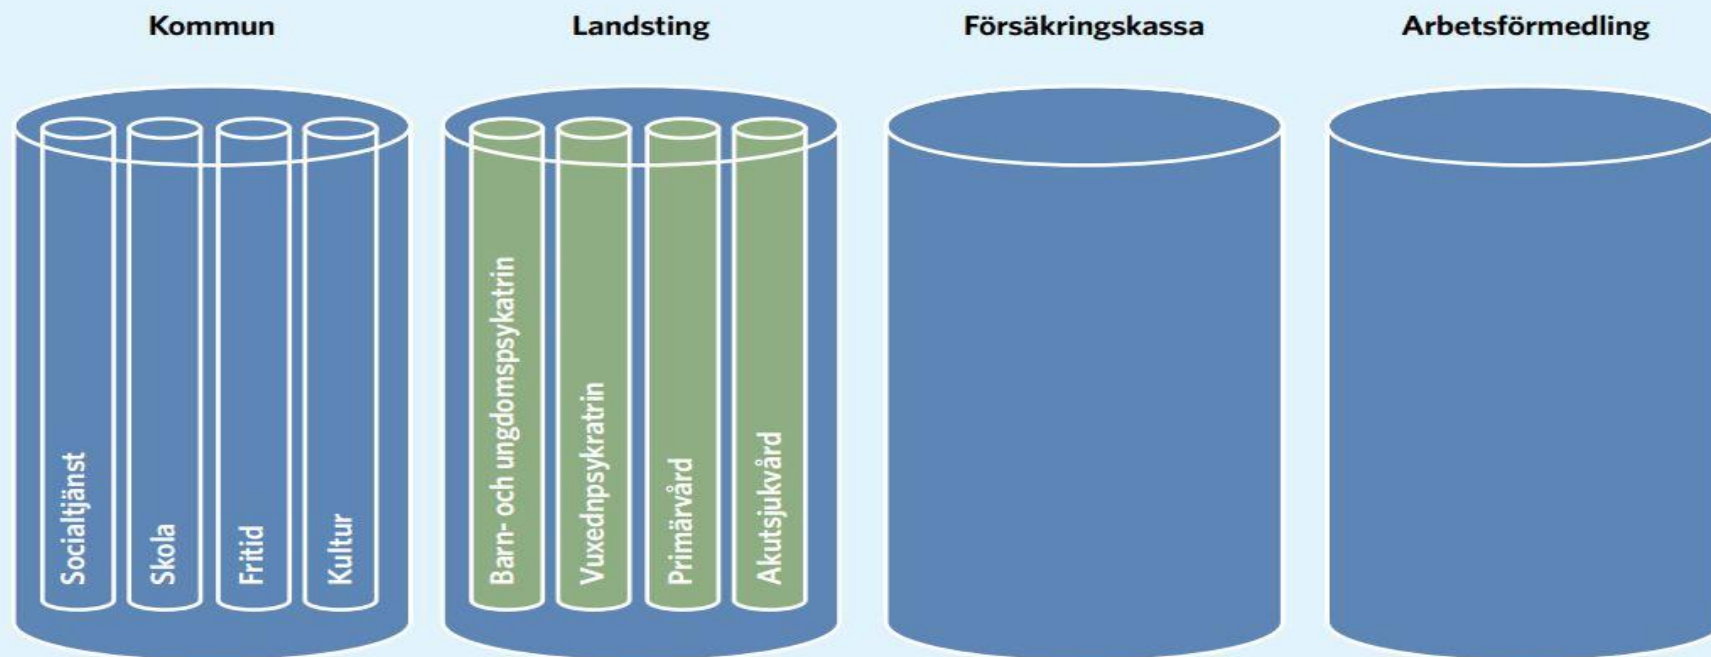 Kommun
Landsting
Försäkringskassa
Arbetsförmedling
Socialtjänst
Skola
Fritid
Kultur
Barn- och ungdomspsykatrin
Vuxednpsykratrin
Primärvård
Akutsjukvård